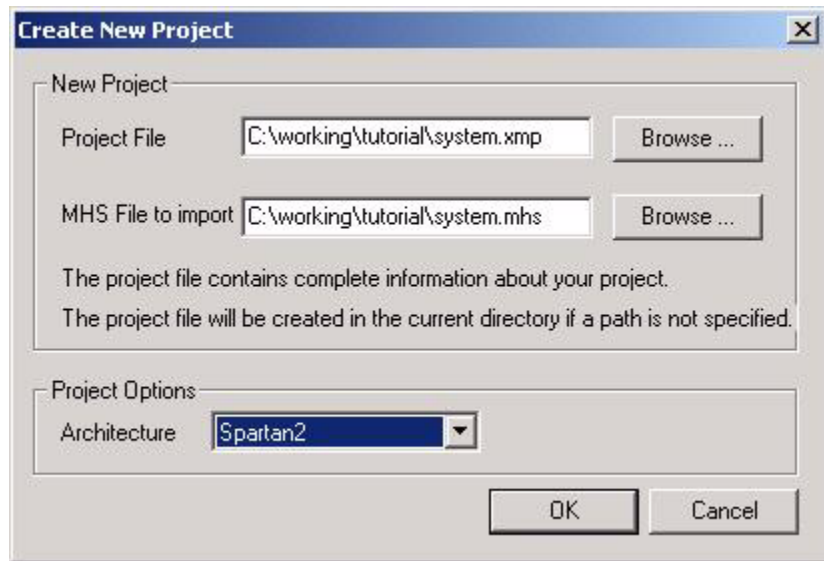 Create New Project
New Project
Project File C:\working\tutorial\system.xmp Browse ...
MHS File to import C:\working\tutorial\system.mhs Browse ...
The project file contains complete information about your project.
The project file will be created in the current directory if a path is not specified.
Project Options
Architecture Spartan2
OK Cancel